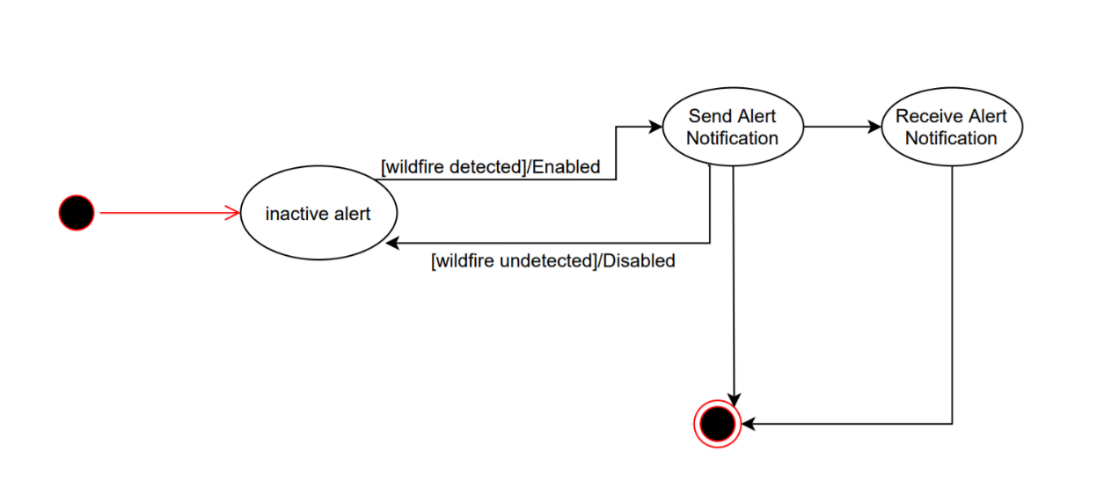 Send Alert
Notification
Receive Alert
Notification
[wildfire detected]/Enabled
inactive alert
[wildfire undetected]/Disabled